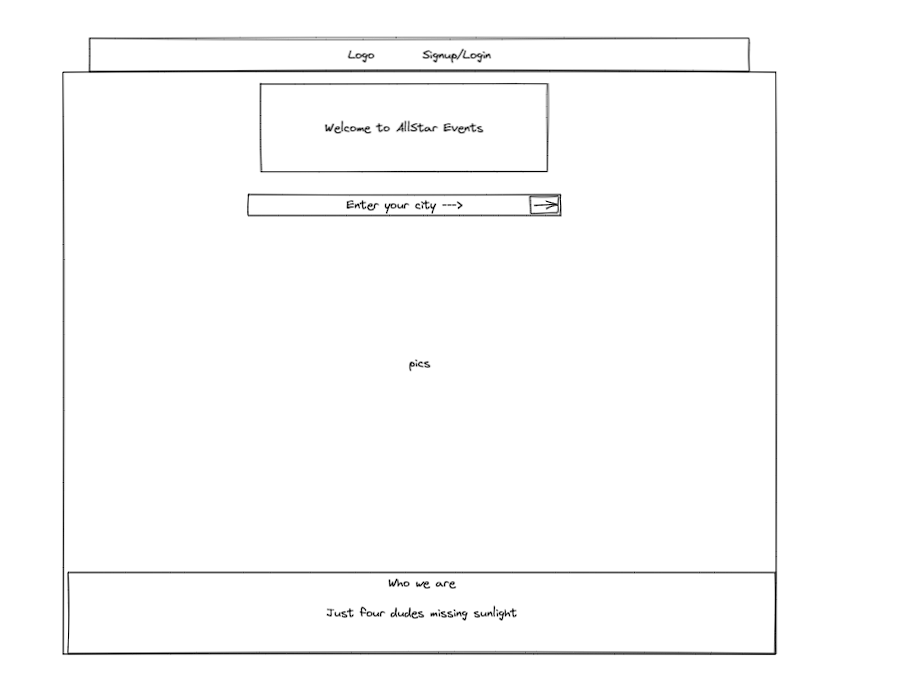 Logo Signup/Login
Welcome to AllStar Events
Enter your city --->
pics
Who we are
Just four dudes missing sunlight